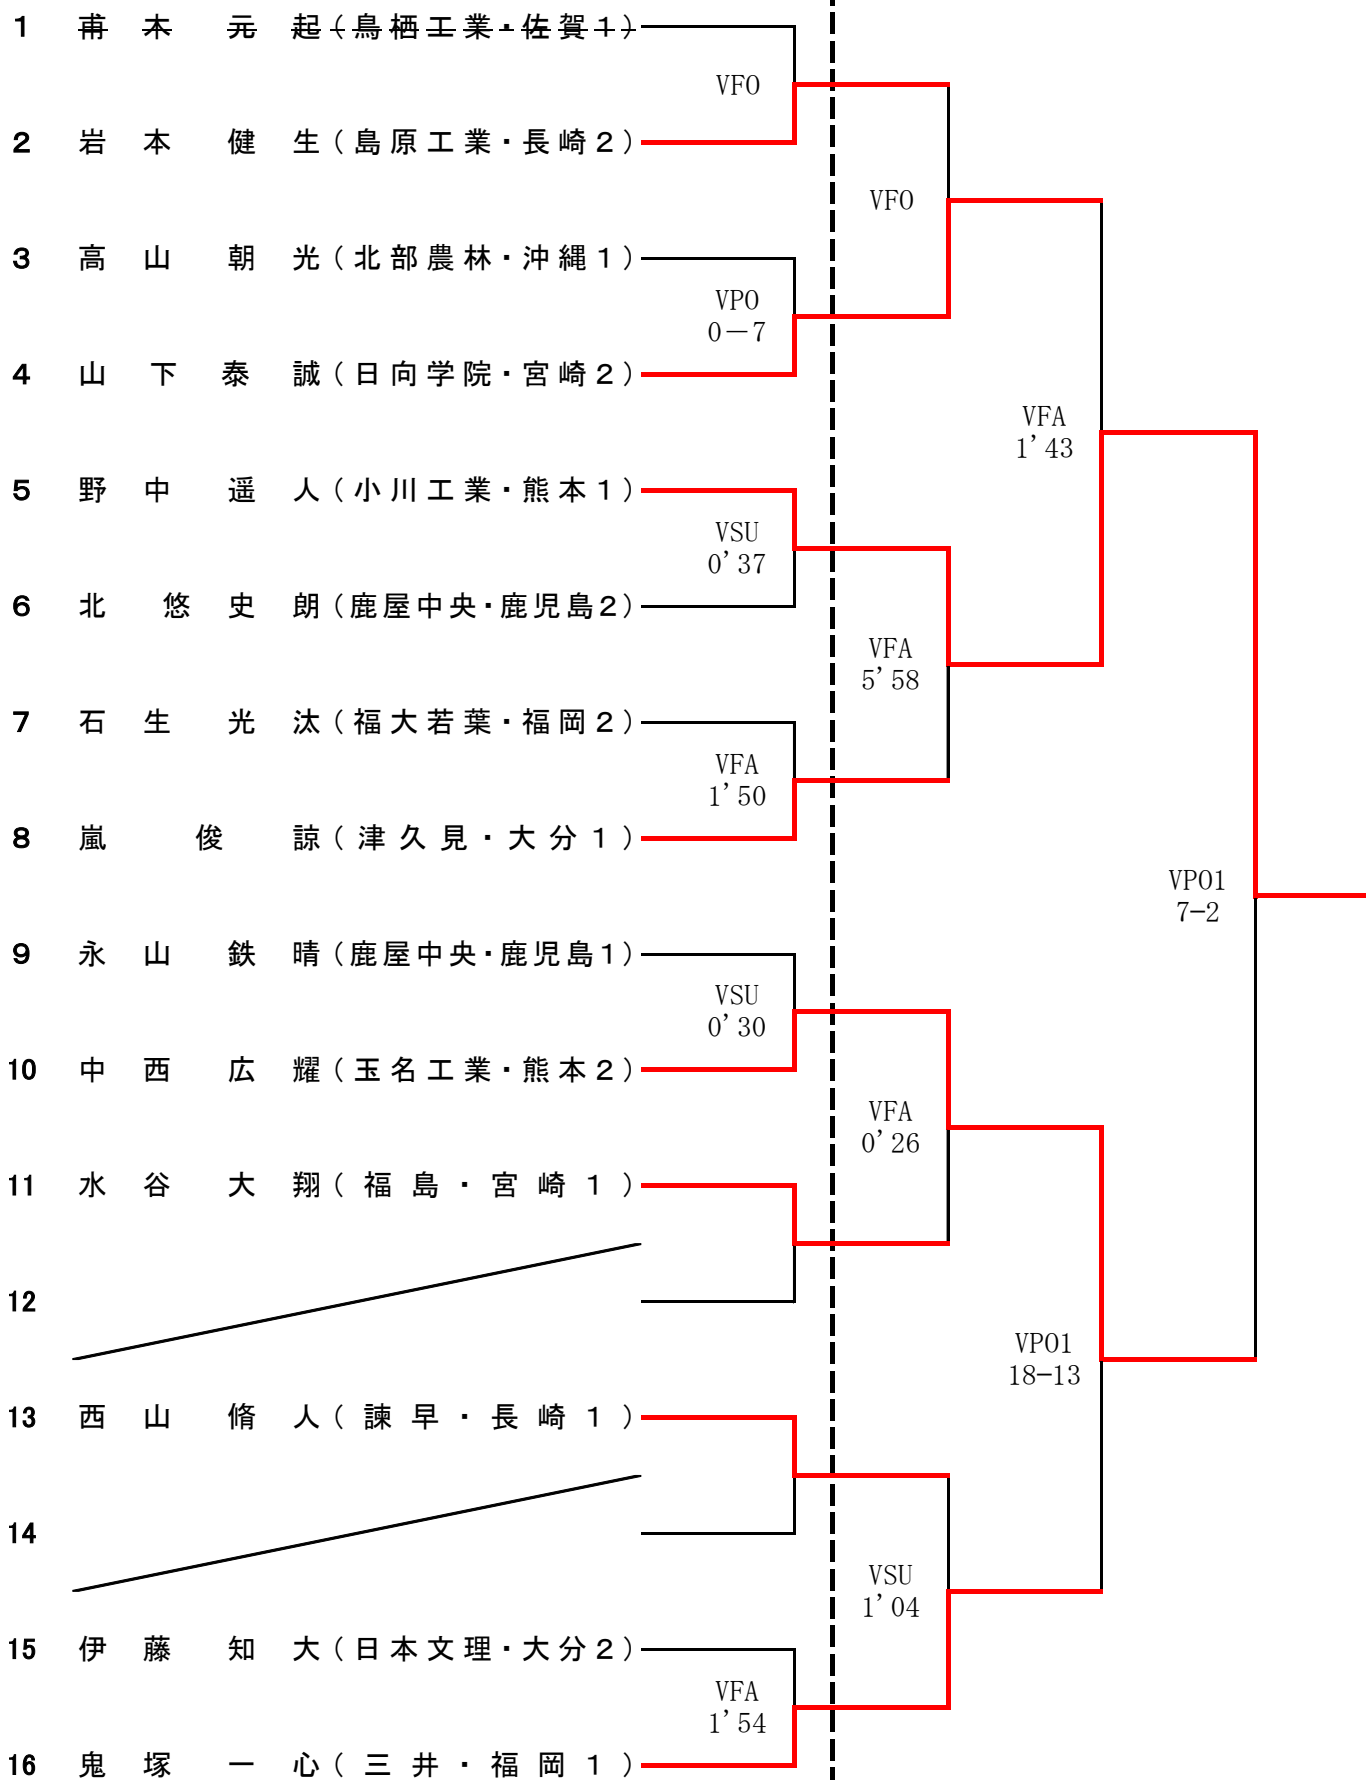 1 甫木元起(鳥栖工業・佐賀1)
VFO
2 岩本健生(島原工業・長崎2)
VFO
3 高山朝光(北部農林・沖縄1)
VPO
0－7
4 山下泰誠(日向学院・宮崎2)
VFA
1’43
5 野中遥人(小川工業・熊本1)
VSU
0’37
6 北悠史朗(鹿屋中央・鹿児島2)
VFA
5’58
7 石生光汰(福大若葉・福岡2)
VFA
1’50
8 嵐俊諒(津久見・大分1)
VPO1
7−2
9 永山鉄晴(鹿屋中央・鹿児島1)
VSU
0’30
10 中西広耀(玉名工業・熊本2)
VFA
0’26
11 水谷大翔(福島・宮崎1)
12
VPO1
18−13
13 西山脩人(諫早・長崎1)
14
VSU
1’04
15 伊藤知大(日本文理・大分2)
VFA
1’54
16 鬼塚一心(三井・福岡1)